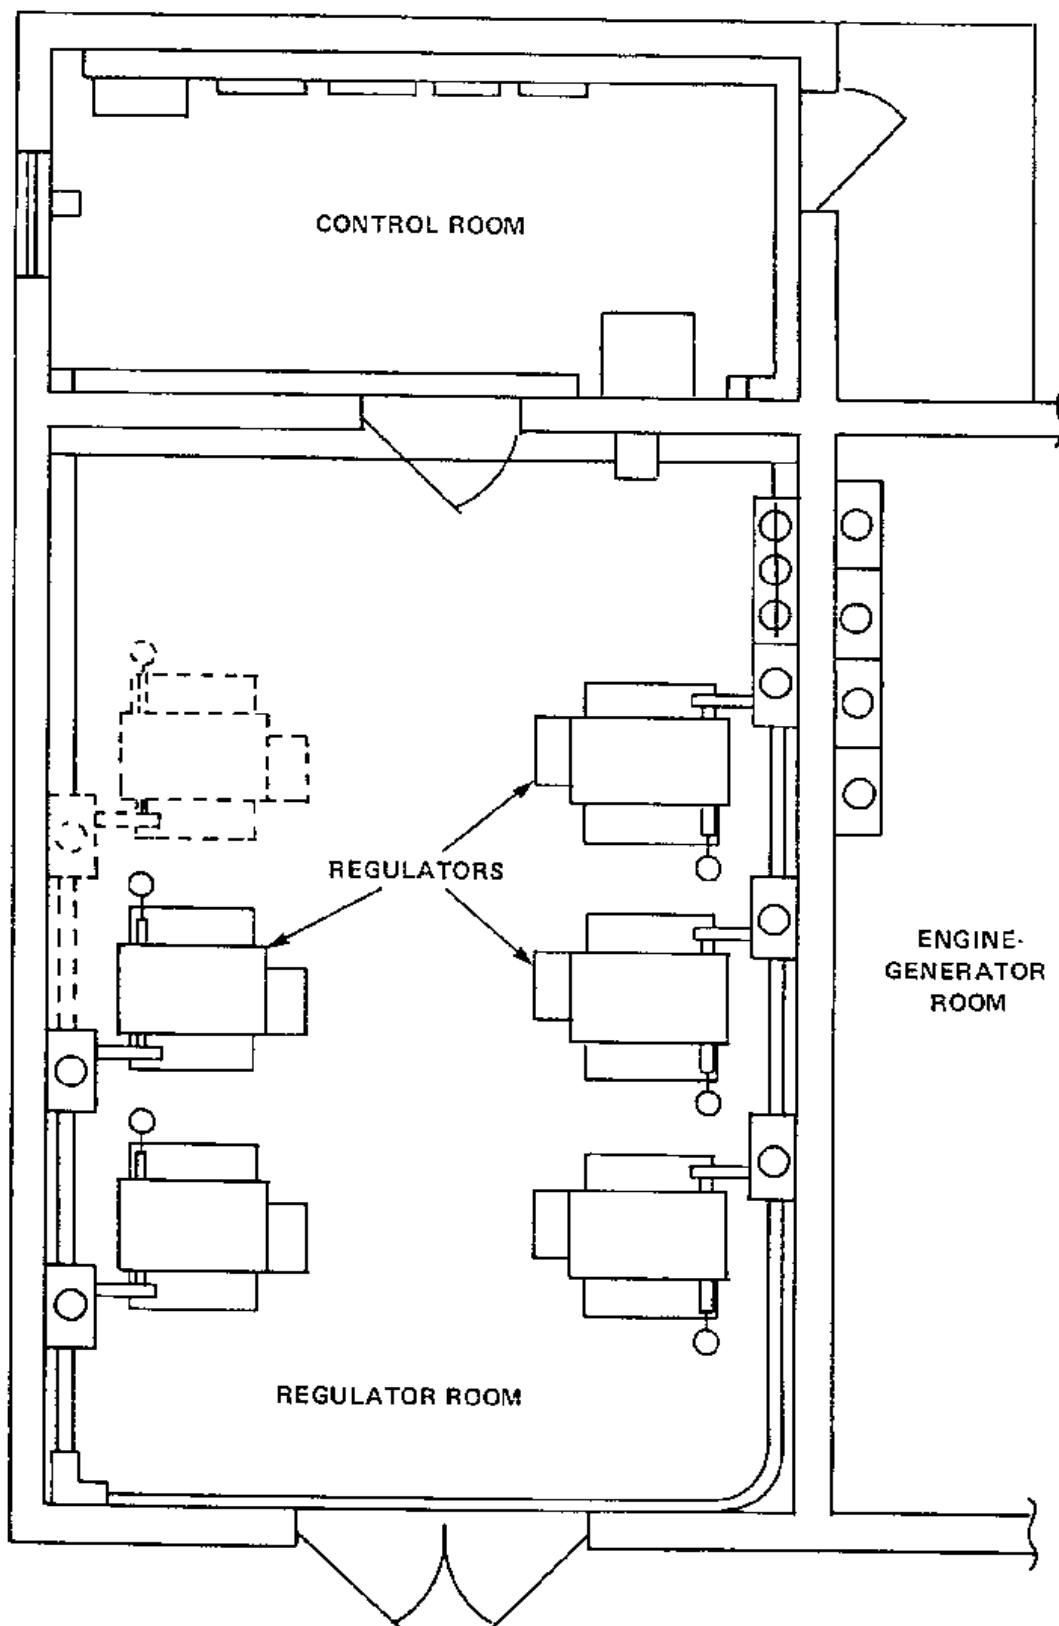 CONTROL ROOM
REGULATORS
ENGINE-
GENERATOR
ROOM
REGULATOR ROOM